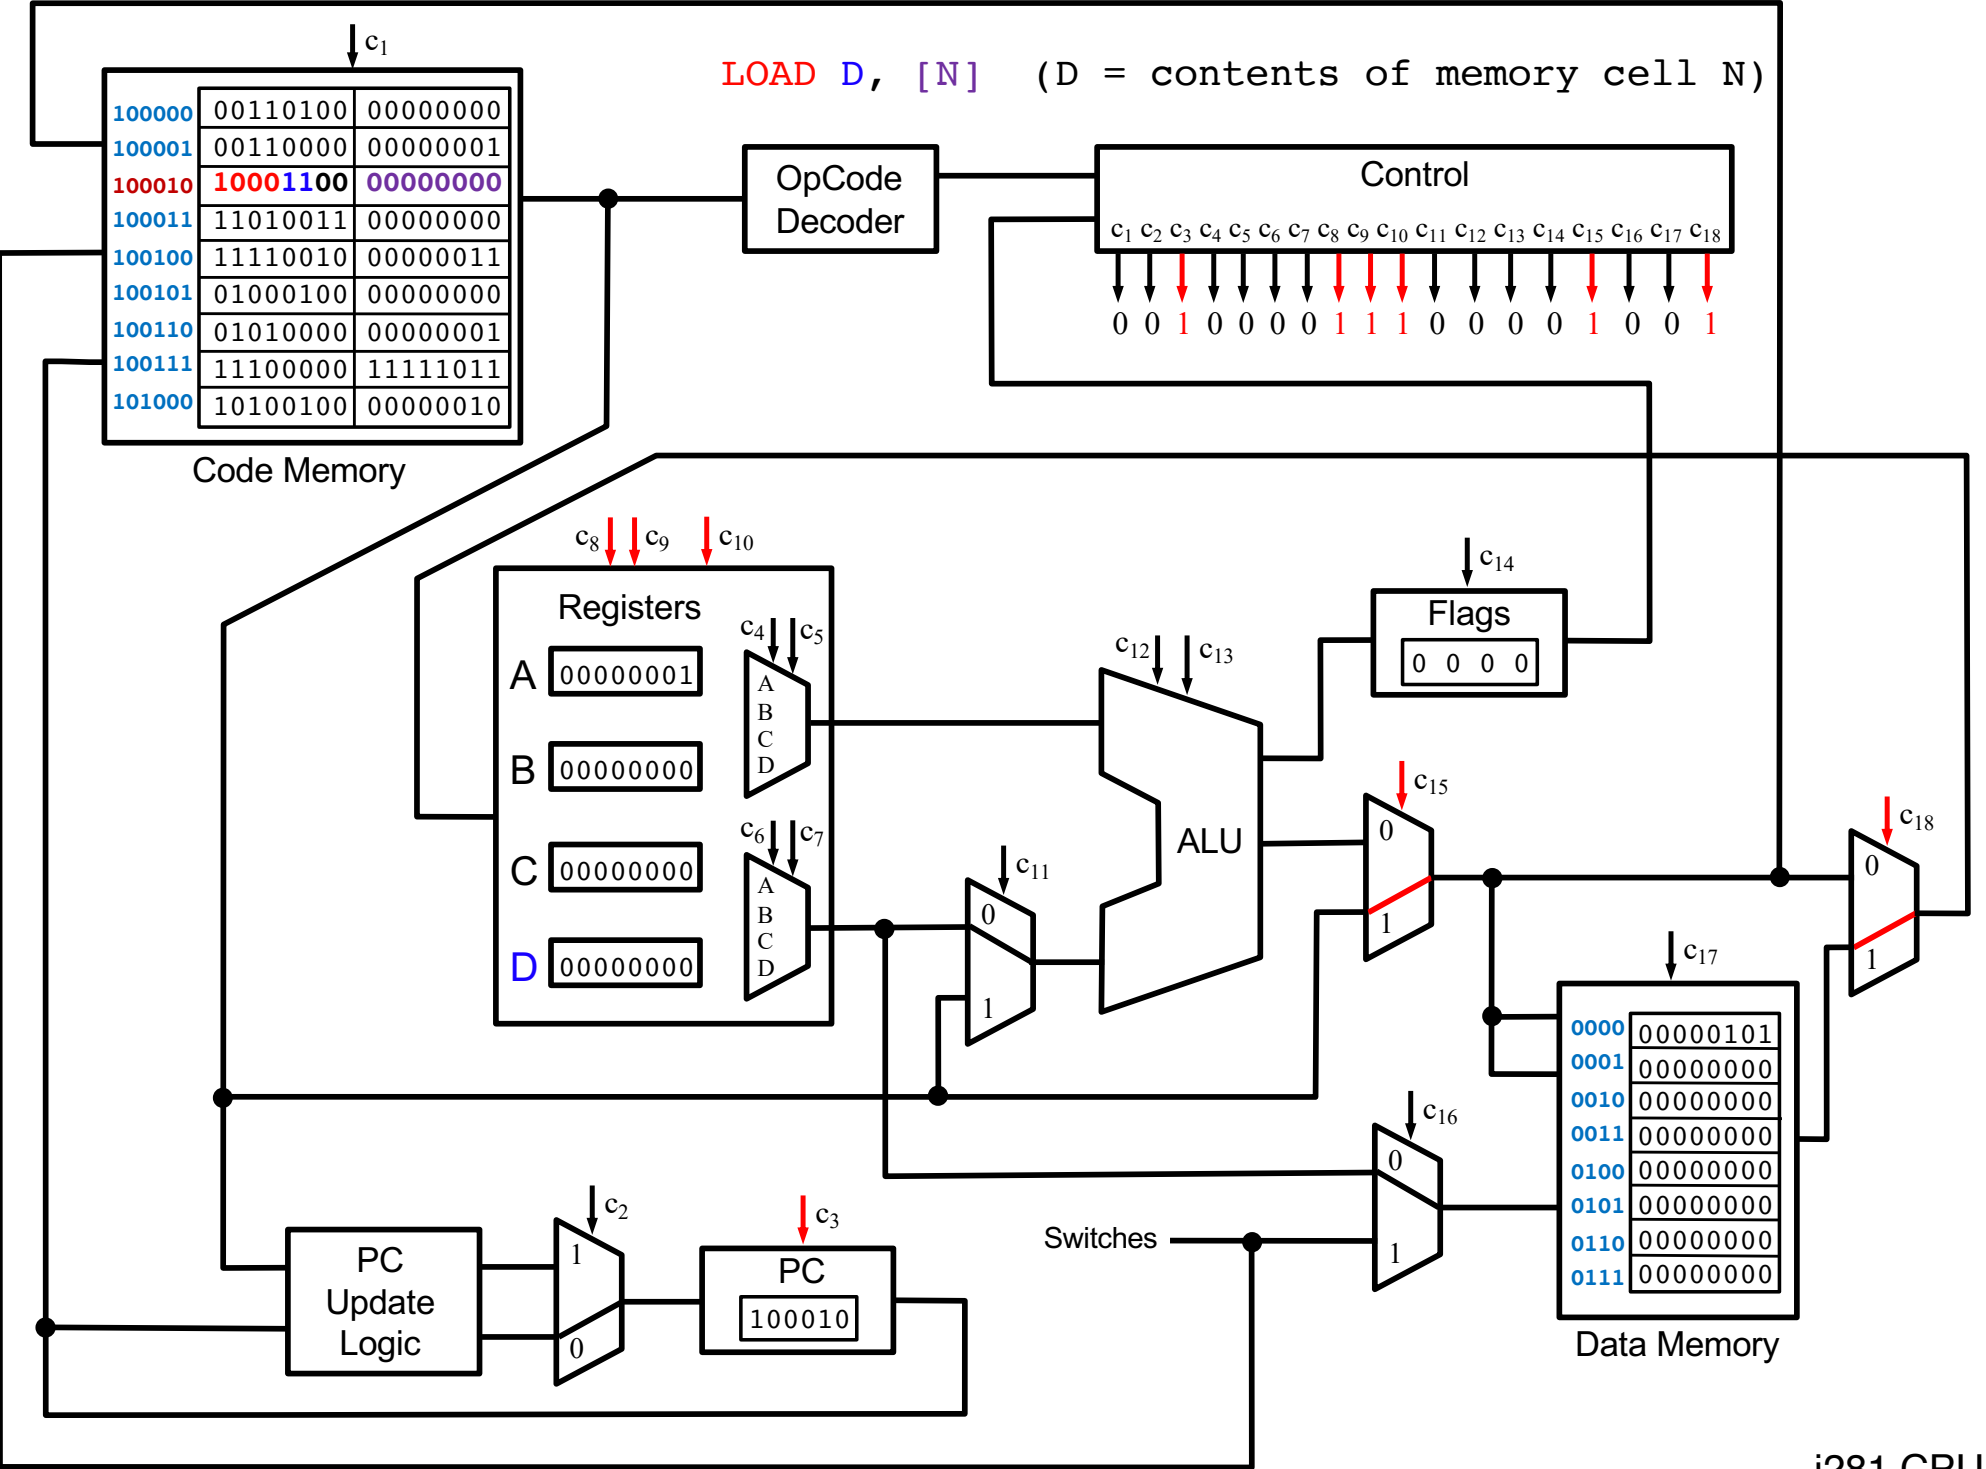 c1
LOAD D, [N] (D = contents of memory cell N)
100000 00110100 00000000
100001 00110000 00000001
100010 10001100 00000000
100011 11010011 00000000
100100 11110010 00000011
100101 01000100 00000000
100110 01010000 00000001
100111 11100000 11111011
101000 10100100 00000010
Code Memory
OpCode
Decoder
Control
c1 c2 c3 c4 c5 c6 c7 c8 c9 c10 c11 c12 c13 c14 c15 c16 c17 c18
0 0 1 0 0 0 0 1 1 1 0 0 0 0 1 0 0 1
c8 c9 c10
Registers
A 00000001
B 00000000
C 00000000
D 00000000
c4 c5
A
B
C
D
c6 c7
A
B
C
D
c11
0
1
c12 c13
ALU
c14
Flags
0 0 0 0
c15
0
1
c18
0
1
c17
0000 00000101
0001 00000000
0010 00000000
0011 00000000
0100 00000000
0101 00000000
0110 00000000
0111 00000000
Data Memory
c16
0
1
Switches
PC
Update
Logic
c2
1
0
c3
PC
100010
i281 CPU